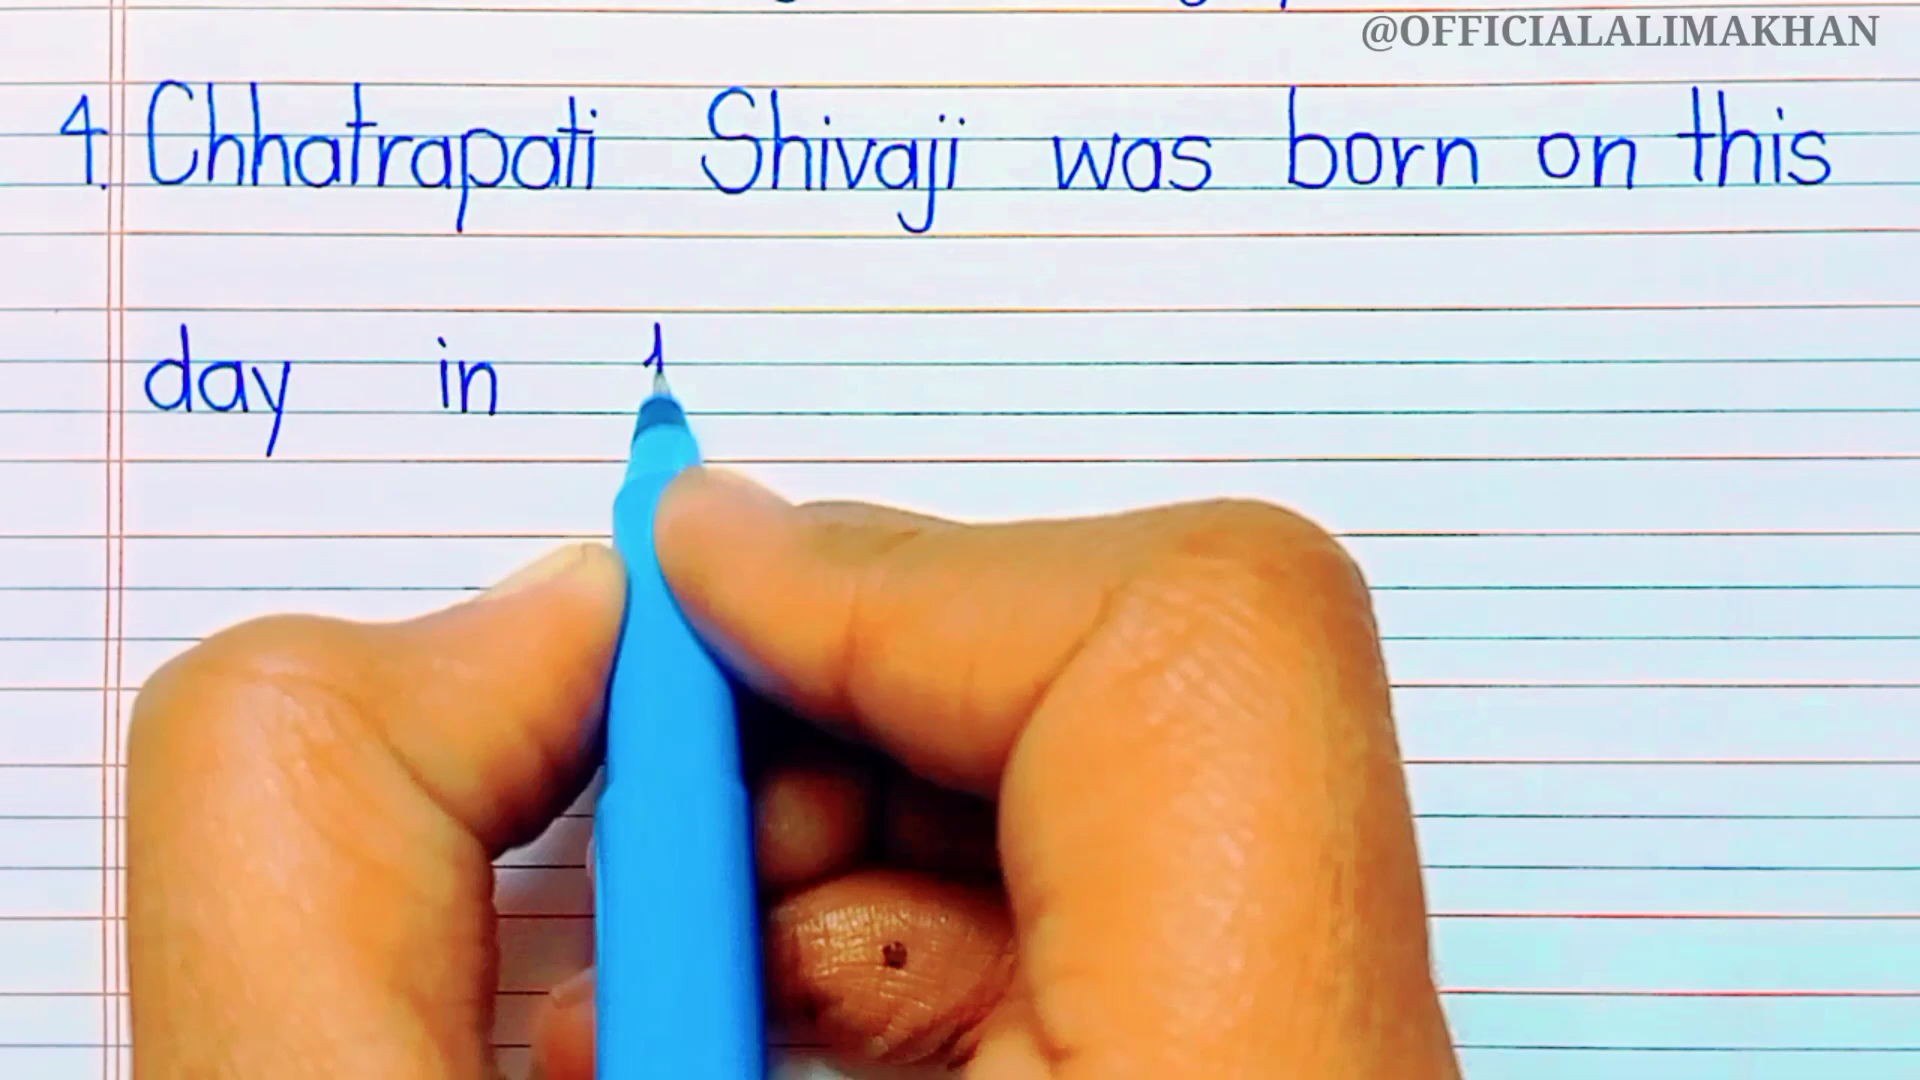 @OFFICIALALIMAKHAN
4. Chhatrapati Shivaji was born on this
day in 1